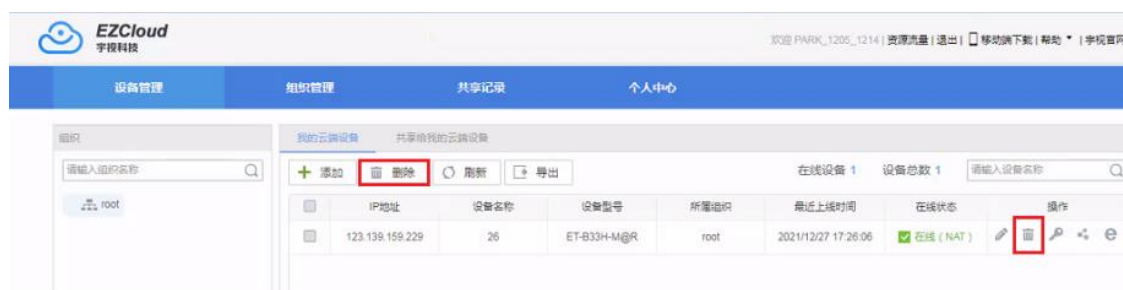 EZCloud
宇视科技
欢迎 PARK_1205_1214 | 资源流量 | 退出 | 移动端下载 | 帮助 | 宇视官网
设备管理 组织管理 共享记录 个人中心
组织 我的云端设备 共享给我的云端设备
请输入组织名称 添加 删除 刷新 导出 在线设备 1 设备总数 1 请输入设备名称
root IP地址 设备名称 设备型号 所属组织 最近上线时间 在线状态 操作
123.139.159.229 26 ET-B33H-M@R root 2021/12/27 17:26:06 在线 ( NAT )